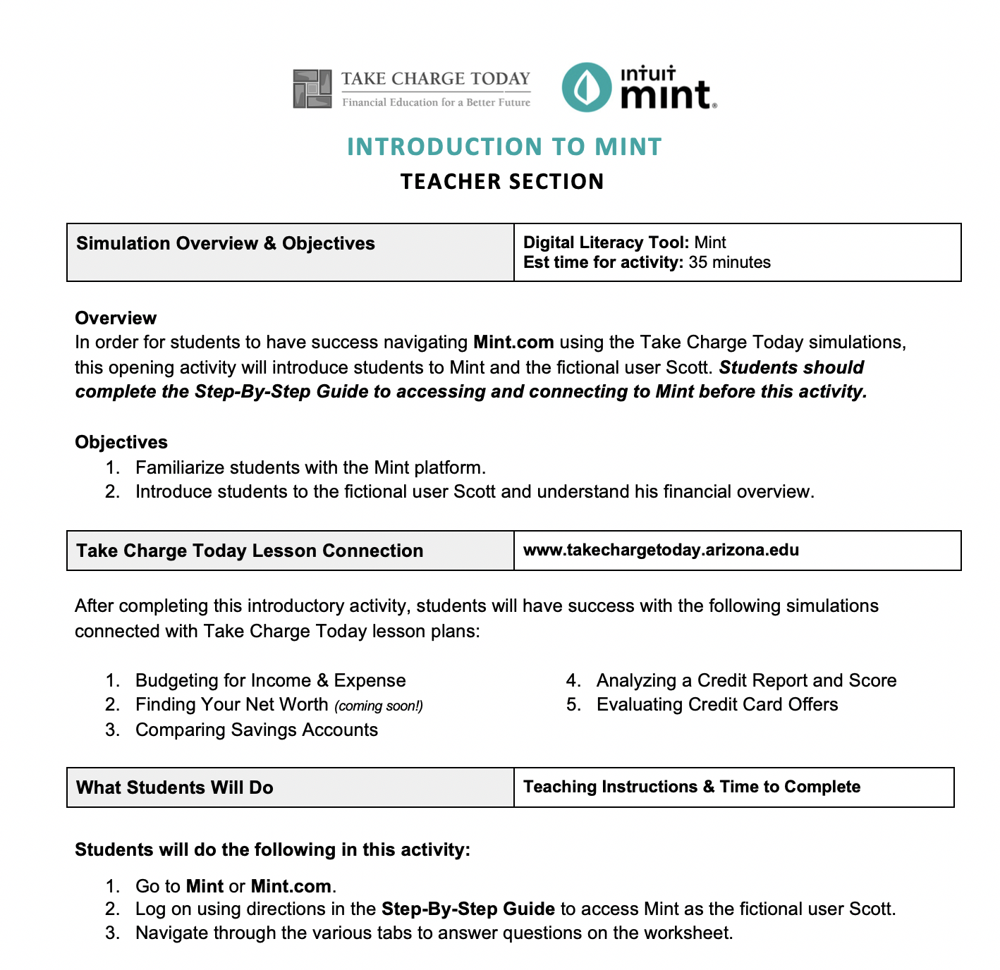 TAKE CHARGE TODAY
Financial Education for a Better Future
intuit
mint®
INTRODUCTION TO MINT
TEACHER SECTION
Simulation Overview & Objectives
Digital Literacy Tool: Mint
Est time for activity: 35 minutes
Overview
In order for students to have success navigating Mint.com using the Take Charge Today simulations,
this opening activity will introduce students to Mint and the fictional user Scott. Students should
complete the Step-By-Step Guide to accessing and connecting to Mint before this activity.
Objectives
1. Familiarize students with the Mint platform.
2. Introduce students to the fictional user Scott and understand his financial overview.
Take Charge Today Lesson Connection
www.takechargetoday.arizona.edu
After completing this introductory activity, students will have success with the following simulations
connected with Take Charge Today lesson plans:
1. Budgeting for Income & Expense
2. Finding Your Net Worth (coming soon!)
3. Comparing Savings Accounts
4. Analyzing a Credit Report and Score
5. Evaluating Credit Card Offers
What Students Will Do
Teaching Instructions & Time to Complete
Students will do the following in this activity:
1. Go to Mint or Mint.com.
2. Log on using directions in the Step-By-Step Guide to access Mint as the fictional user Scott.
3. Navigate through the various tabs to answer questions on the worksheet.